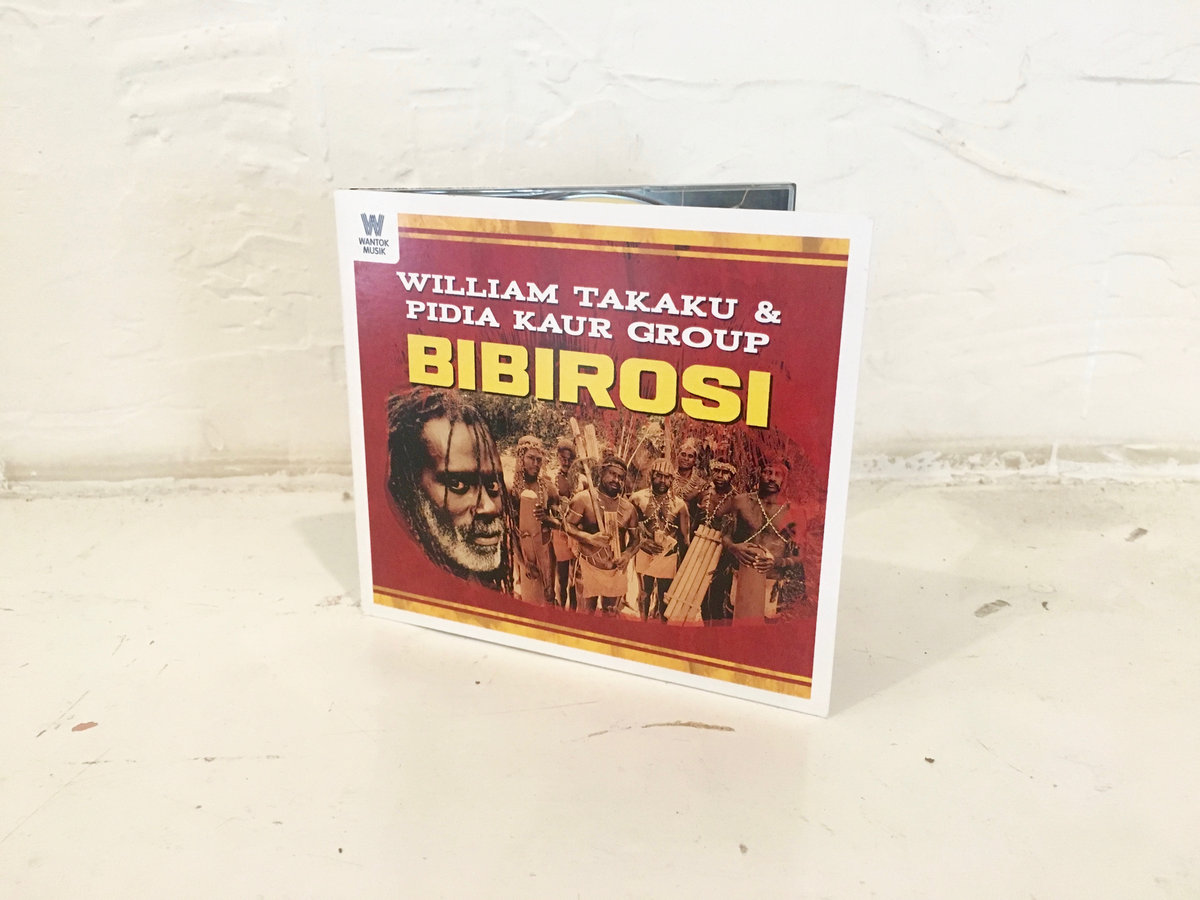 WANTOK
MUSIK
WILLIAM TAKAKU &
PIDIA KAUR GROUP
BIBIROSI